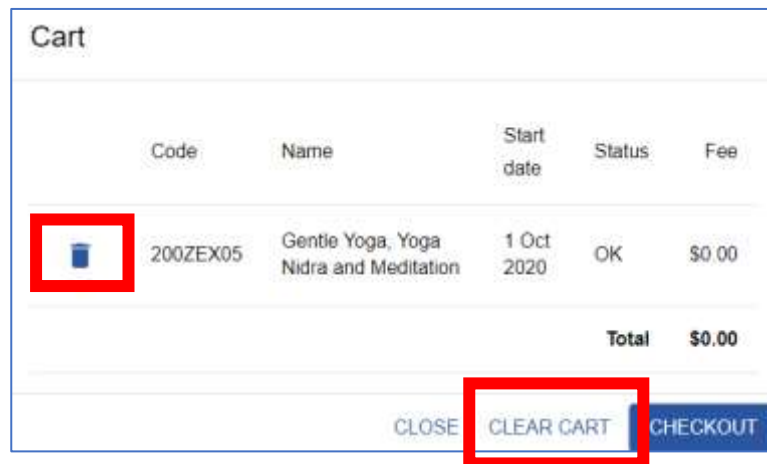 Cart
Code Name Start date Status Fee
200ZEX05 Gentle Yoga, Yoga Nidra and Meditation 1 Oct 2020 OK $0.00
Total $0.00
CLOSE CLEAR CART CHECKOUT